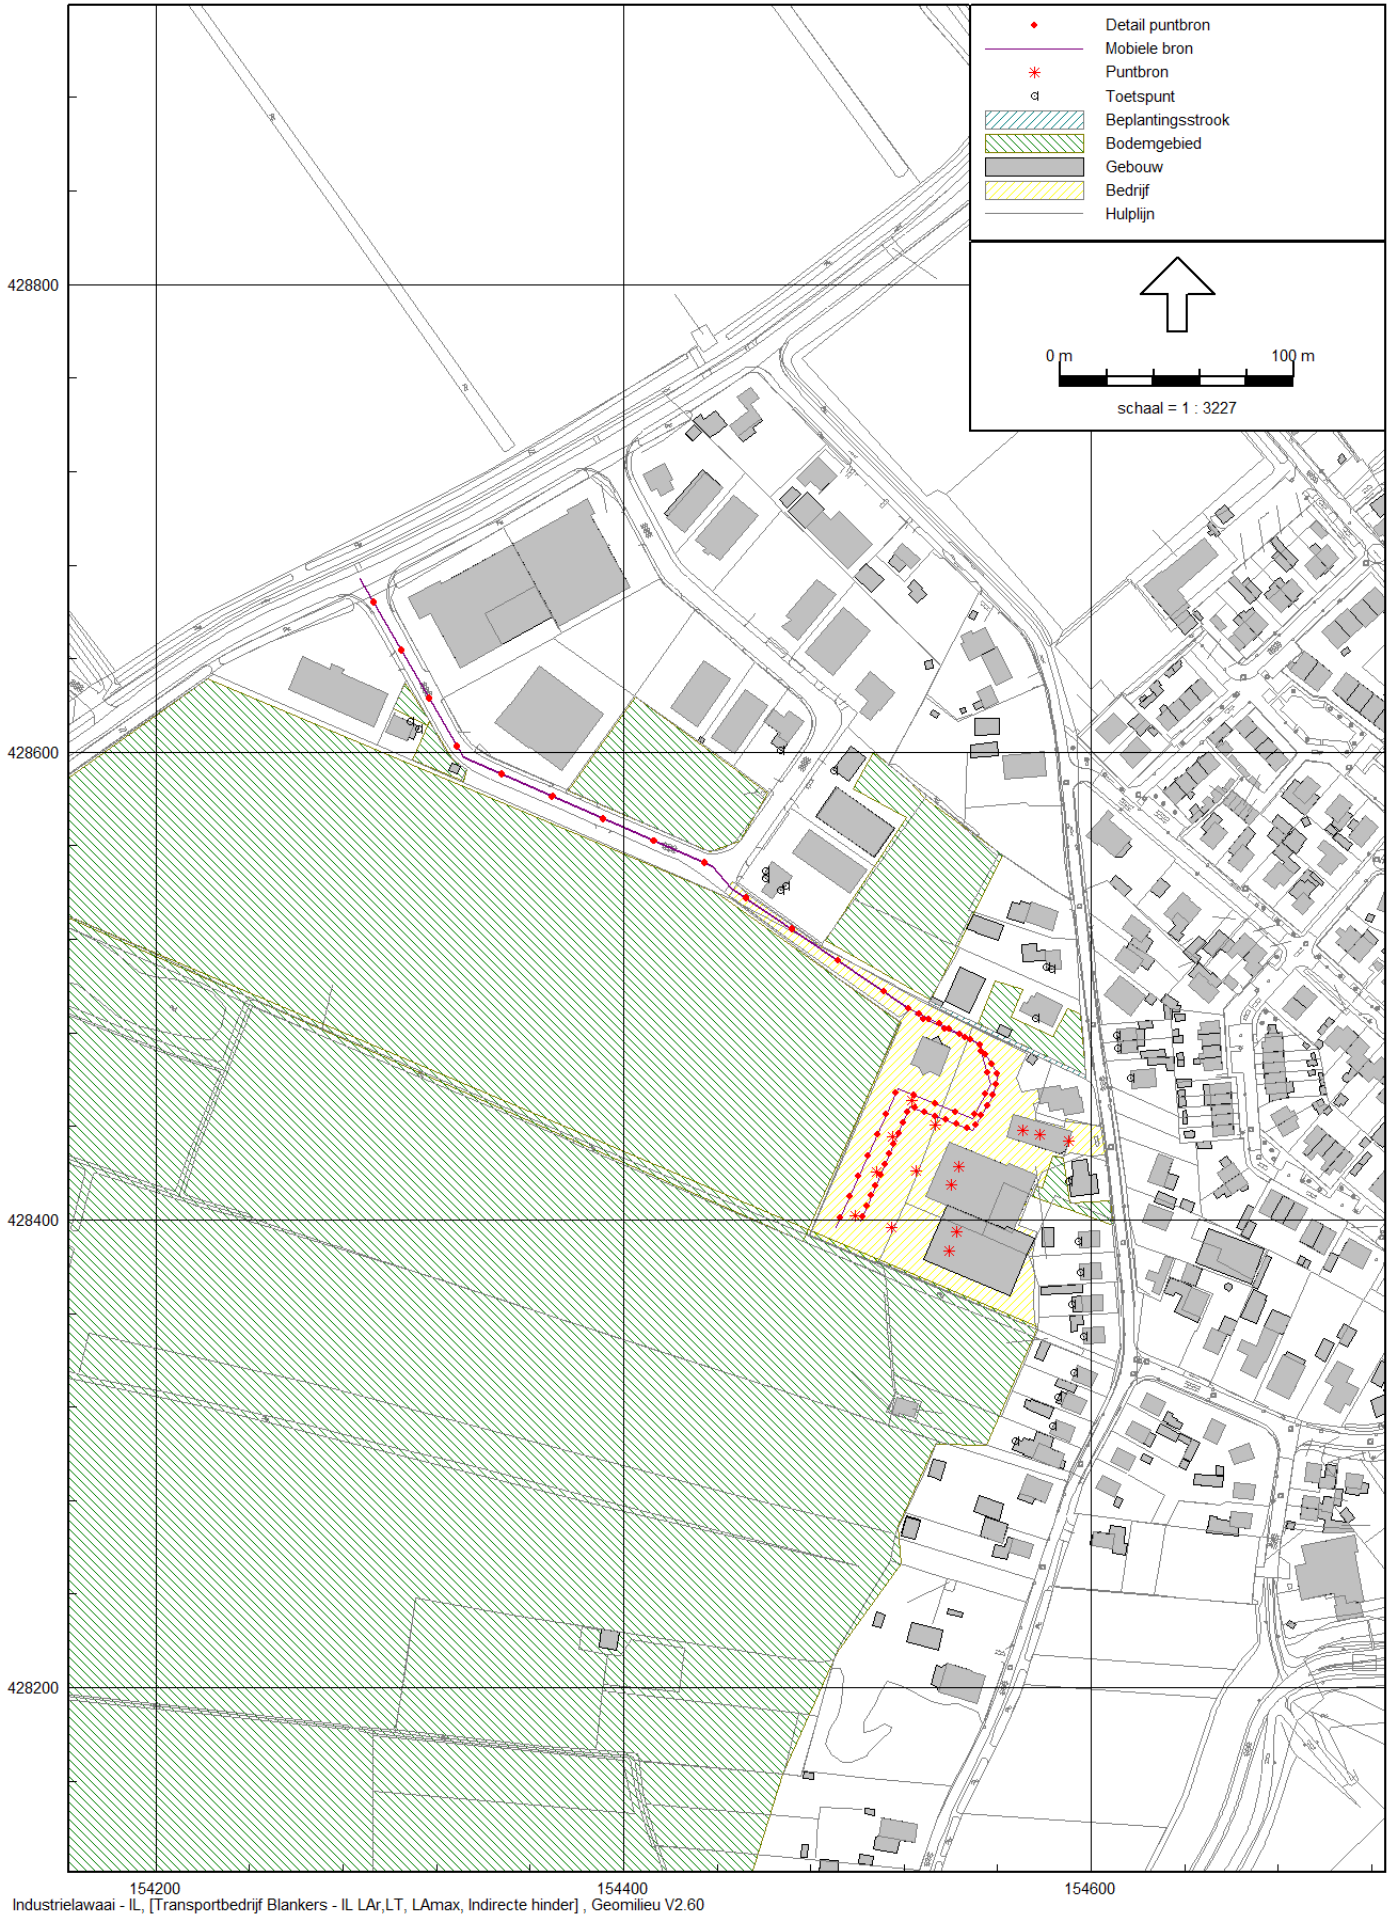 Detail puntbron
Mobiele bron
Puntbron
Toetspunt
Beplantingsstrook
Bodemgebied
Gebouw
Bedrijf
Hulplijn
0 m
100 m
schaal = 1 : 3227
428800
428600
428400
428200
154200
154400
154600
Industrielawaai - IL, [Transportbedrijf Blankers - IL LAr,LT, LAmax, Indirecte hinder] , Geomilieu V2.60